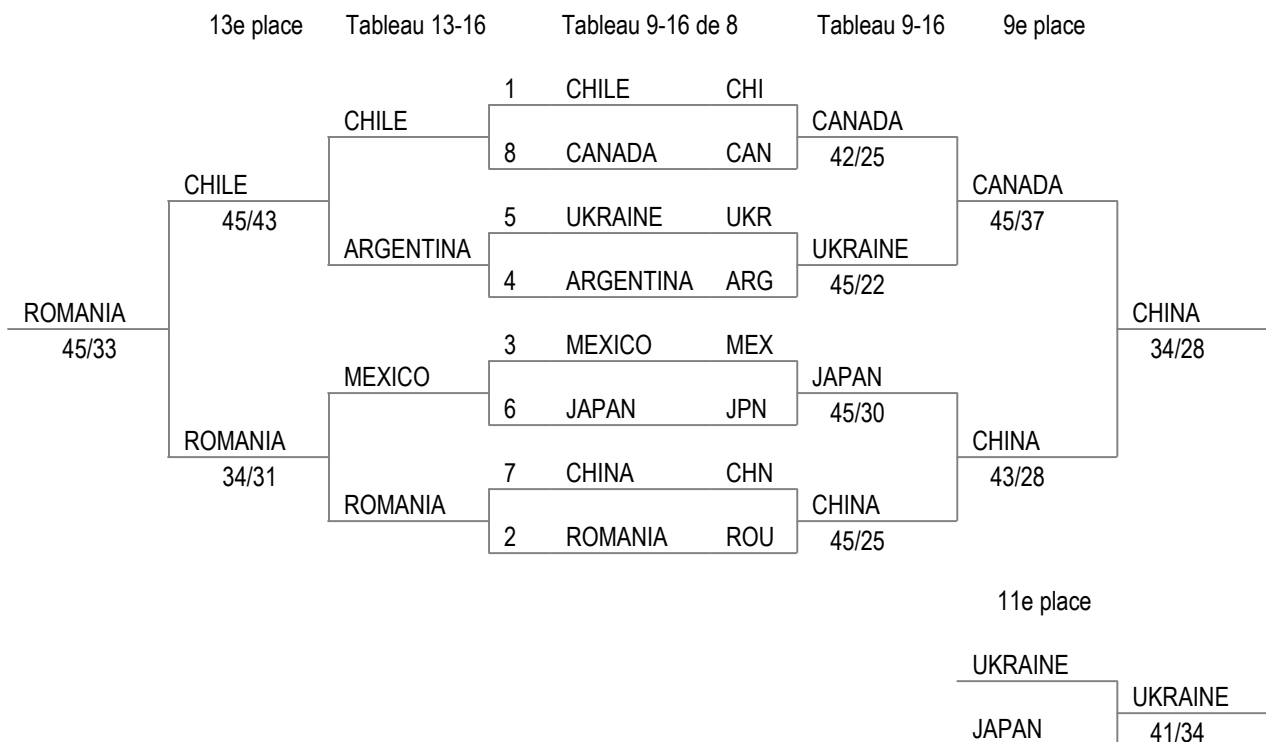 13e place Tableau 13-16 Tableau 9-16 de 8 Tableau 9-16 9e place
1 CHILE CHI
CHILE CANADA
8 CANADA CAN 42/25
CHILE CANADA
45/43 5 UKRAINE UKR 45/37
ARGENTINA UKRAINE
4 ARGENTINA ARG 45/22
ROMANIA CHINA
45/33 3 MEXICO MEX 34/28
MEXICO JAPAN
6 JAPAN JPN 45/30
ROMANIA CHINA
34/31 7 CHINA CHN 43/28
ROMANIA CHINA
2 ROMANIA ROU 45/25
11e place
UKRAINE
UKRAINE
JAPAN 41/34